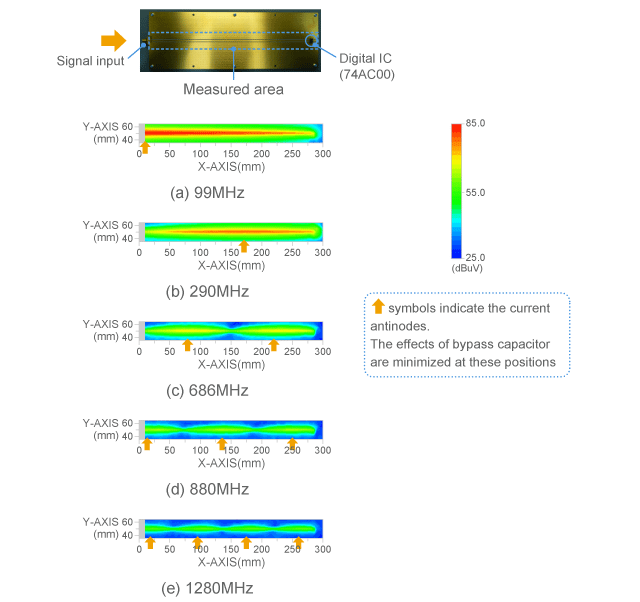 Signal input
Digital IC
(74AC00)
Measured area
Y-AXIS 60
(mm) 40
0 50 100 150 200 250 300
X-AXIS(mm)
(a) 99MHz
Y-AXIS 60
(mm) 40
0 50 100 150 200 250 300
X-AXIS(mm)
(b) 290MHz
Y-AXIS 60
(mm) 40
0 50 100 150 200 250 300
X-AXIS(mm)
(c) 686MHz
Y-AXIS 60
(mm) 40
0 50 100 150 200 250 300
X-AXIS(mm)
(d) 880MHz
Y-AXIS 60
(mm) 40
0 50 100 150 200 250 300
X-AXIS(mm)
(e) 1280MHz
85.0
55.0
25.0
(dBuV)
symbols indicate the current
antinodes.
The effects of bypass capacitor
are minimized at these positions